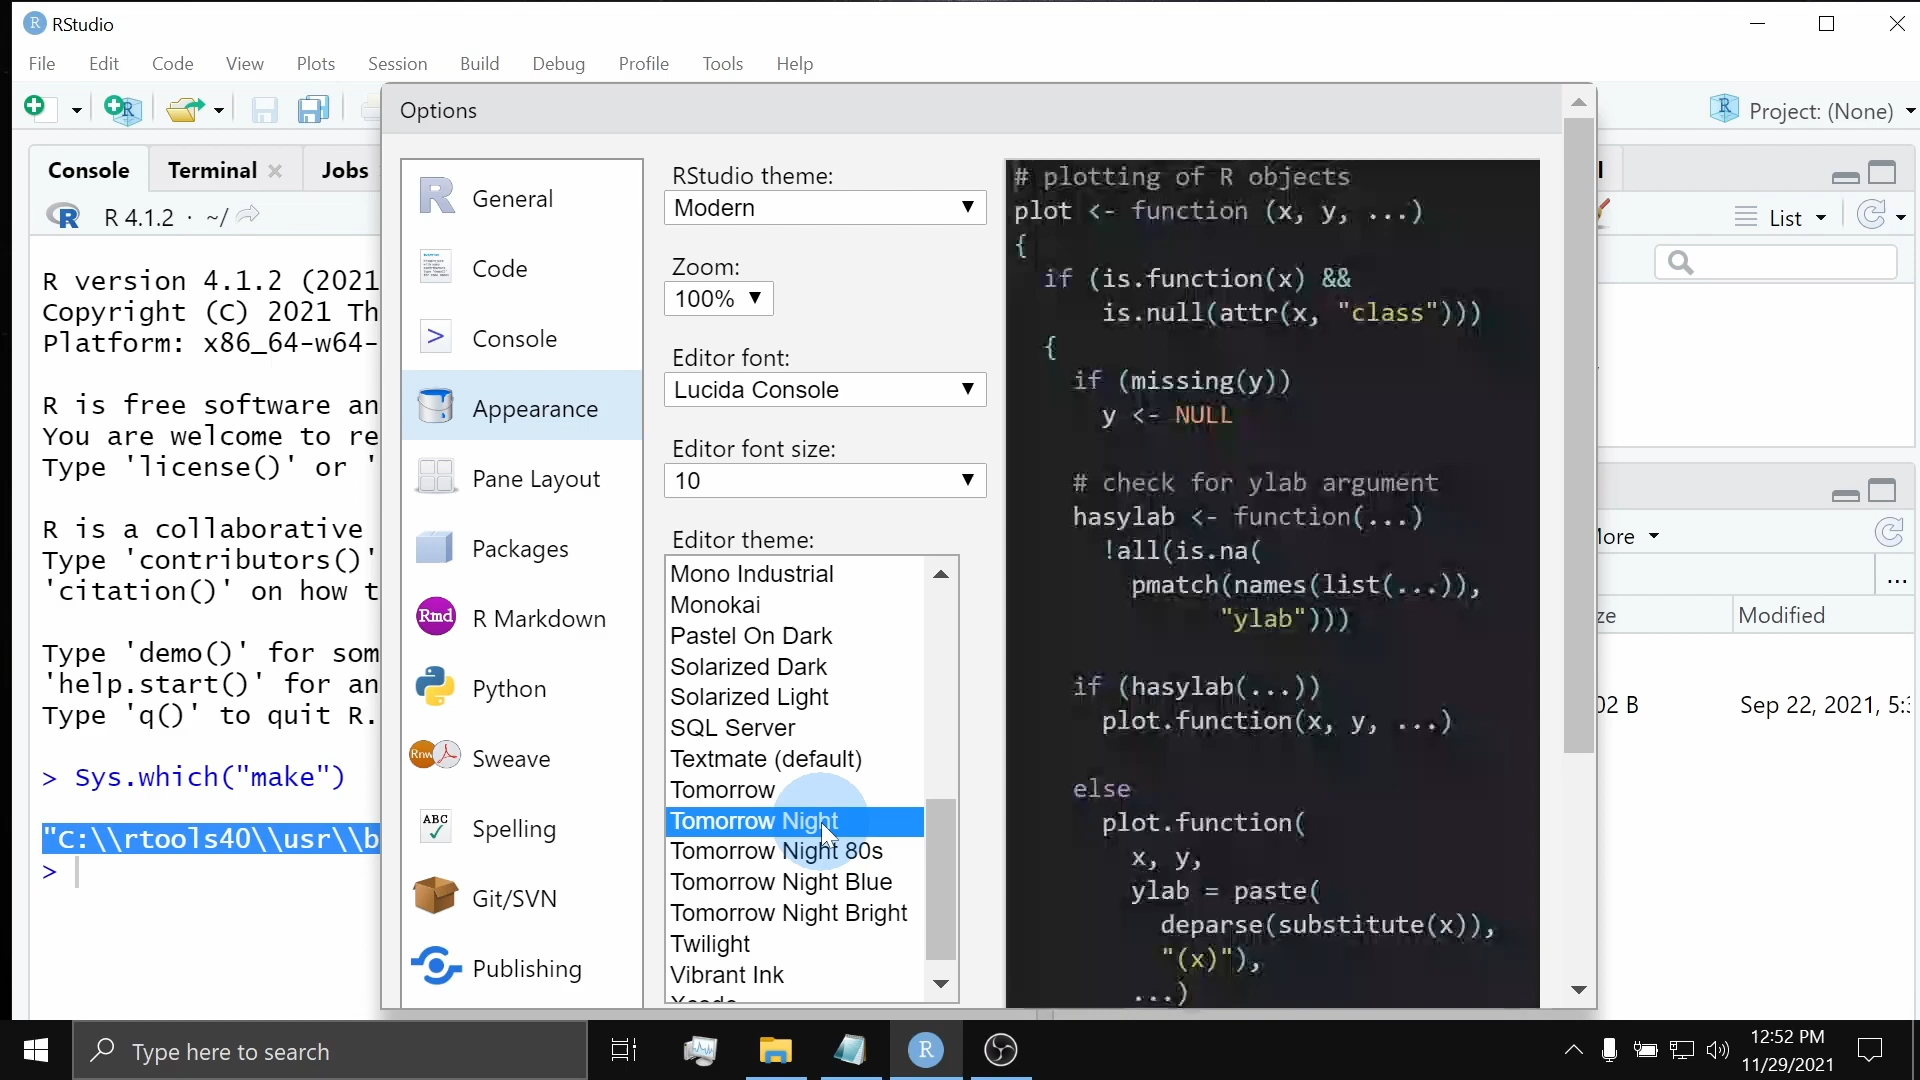 RStudio
File Edit Code View Plots Session Build Debug Profile Tools Help
Project: (None)
Console Terminal Jobs
R 4.1.2 · ~/
R version 4.1.2 (2021
Copyright (C) 2021 Th
Platform: x86_64-w64-
R is free software an
You are welcome to re
Type 'license()' or '
R is a collaborative
Type 'contributors()'
'citation()' on how t
Type 'demo()' for som
'help.start()' for an
Type 'q()' to quit R.
> Sys.which("make")
"C:\\rtools40\\usr\\b
>
Options
General
Code
Console
Appearance
Pane Layout
Packages
Rmd R Markdown
Python
Rnw Sweave
ABC Spelling
Git/SVN
Publishing
RStudio theme:
Modern
Zoom:
100%
Editor font:
Lucida Console
Editor font size:
10
Editor theme:
Mono Industrial
Monokai
Pastel On Dark
Solarized Dark
Solarized Light
SQL Server
Textmate (default)
Tomorrow
Tomorrow Night
Tomorrow Night 80s
Tomorrow Night Blue
Tomorrow Night Bright
Twilight
Vibrant Ink
# plotting of R objects
plot <- function (x, y, ...)
{
if (is.function(x) &&
is.null(attr(x, "class")))
{
if (missing(y))
y <- NULL
# check for ylab argument
hasylab <- function(...)
!all(is.na(
pmatch(names(list(...)),
"ylab")))
if (hasylab(...))
plot.function(x, y, ...)
else
plot.function(
x, y,
ylab = paste(
deparse(substitute(x)),
"(x)"),
...)
List
ore
...
ze Modified
02 B Sep 22, 2021, 5:
Type here to search
12:52 PM
11/29/2021